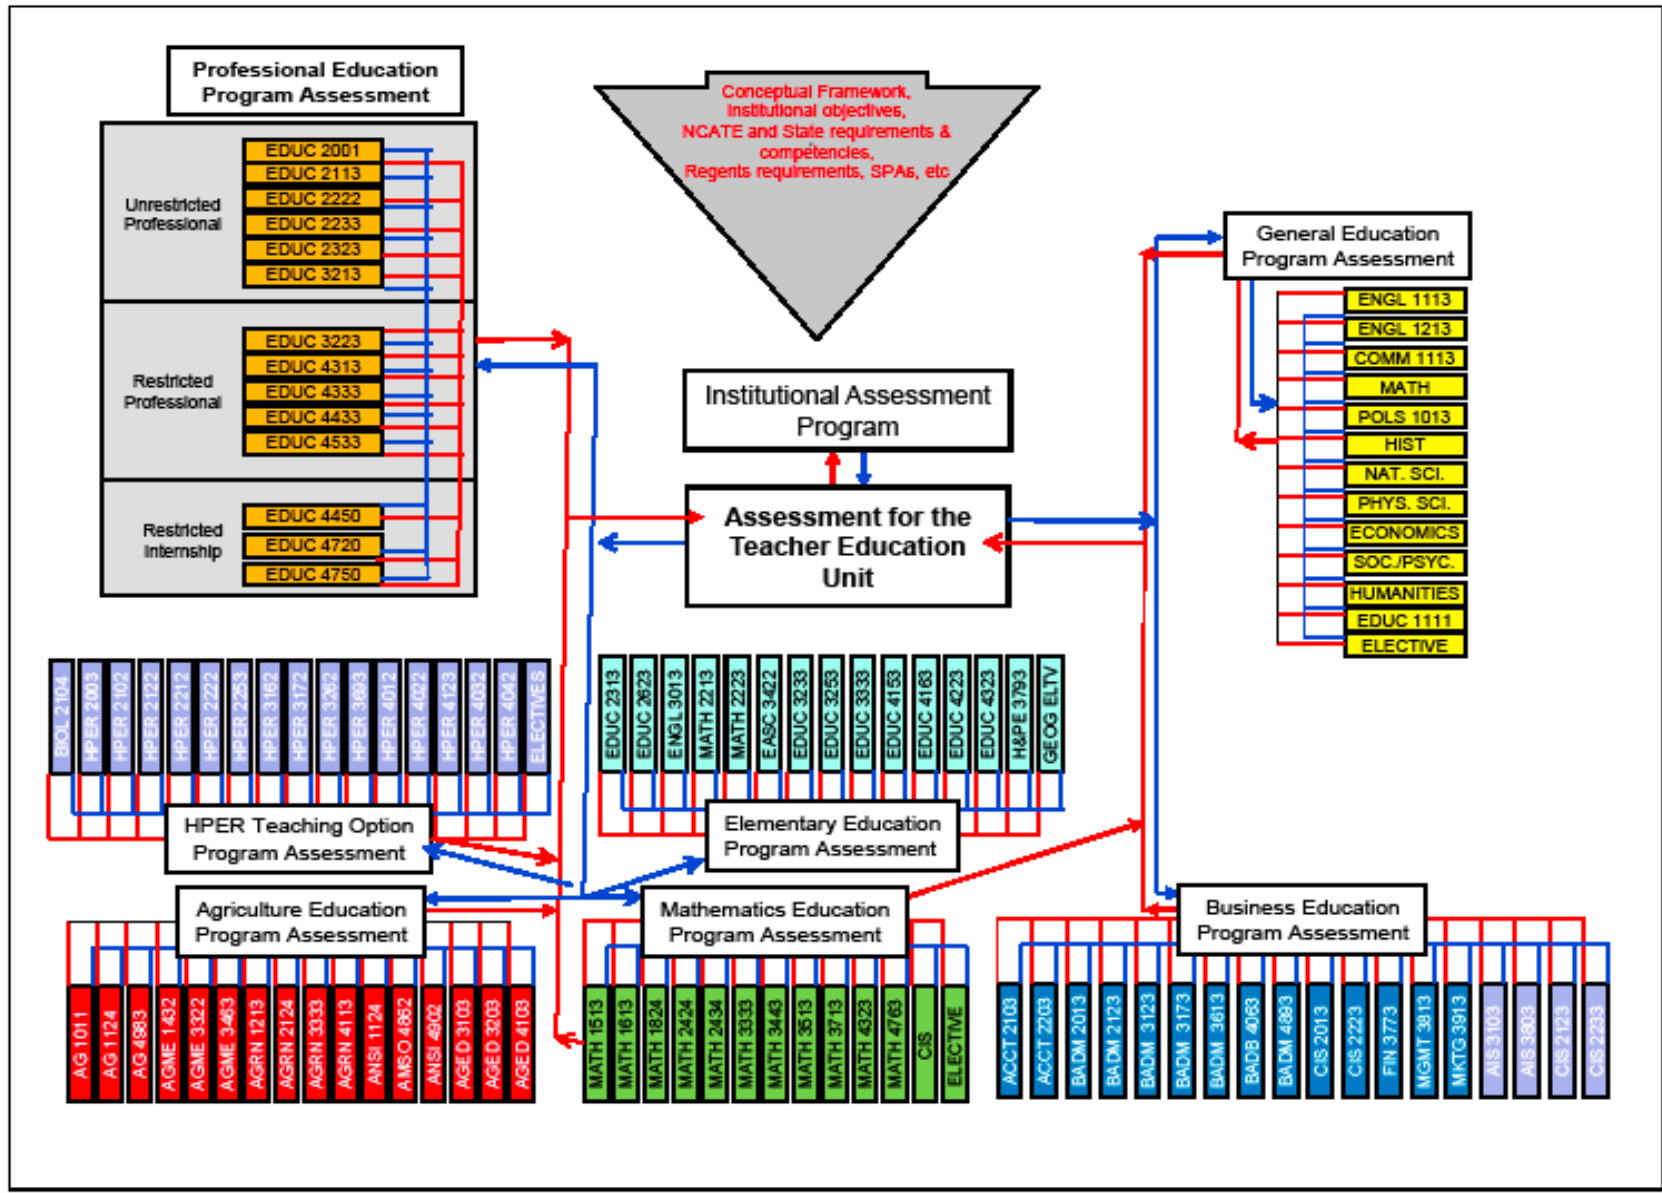 Professional Education
Program Assessment
Conceptual Framework,
Institutional objectives,
NCATE and State requirements &
competencies,
Regents requirements, SPAs, etc
Unrestricted
Professional
EDUC 2001
EDUC 2113
EDUC 2222
EDUC 2233
EDUC 2323
EDUC 3213
Restricted
Professional
EDUC 3223
EDUC 4313
EDUC 4333
EDUC 4433
EDUC 4533
Restricted
Internship
EDUC 4450
EDUC 4720
EDUC 4750
Institutional Assessment
Program
Assessment for the
Teacher Education
Unit
General Education
Program Assessment
ENGL 1113
ENGL 1213
COMM 1113
MATH
POLS 1013
HIST
NAT. SCI.
PHYS. SCI.
ECONOMICS
SOC./PSYC.
HUMANITIES
EDUC 1111
ELECTIVE
BIOL 2104
HPER 2003
HPER 2102
HPER 2122
HPER 2212
HPER 2222
HPER 2253
HPER 3162
HPER 3172
HPER 3262
HPER 3693
HPER 4012
HPER 4022
HPER 4123
HPER 4032
HPER 4042
ELECTIVES
HPER Teaching Option
Program Assessment
EDUC 2313
EDUC 2623
ENGL 3013
MATH 2213
MATH 2223
EASC 3422
EDUC 3233
EDUC 3253
EDUC 3333
EDUC 4153
EDUC 4163
EDUC 4223
EDUC 4323
H&PE 3793
GEOG ELTV
Elementary Education
Program Assessment
Agriculture Education
Program Assessment
AG 1011
AG 1124
AG 4983
AGME 1432
AGME 3322
AGME 3463
AGRN 1213
AGRN 2124
AGRN 3333
AGRN 4113
ANSI 1124
AMSO 4862
ANSI 4902
AGED 3103
AGED 3203
AGED 4103
Mathematics Education
Program Assessment
MATH 1513
MATH 1613
MATH 1824
MATH 2424
MATH 2434
MATH 3333
MATH 3443
MATH 3513
MATH 3713
MATH 4323
MATH 4763
CIS
ELECTIVE
Business Education
Program Assessment
ACCT 2103
ACCT 2203
BADM 2013
BADM 2123
BADM 3123
BADM 3173
BADM 3613
BADB 4063
BADM 4893
CIS 2013
CIS 2223
FIN 3773
MGMT 3813
MKTG 3913
AIS 3103
AIS 3803
CIS 2123
CIS 2233